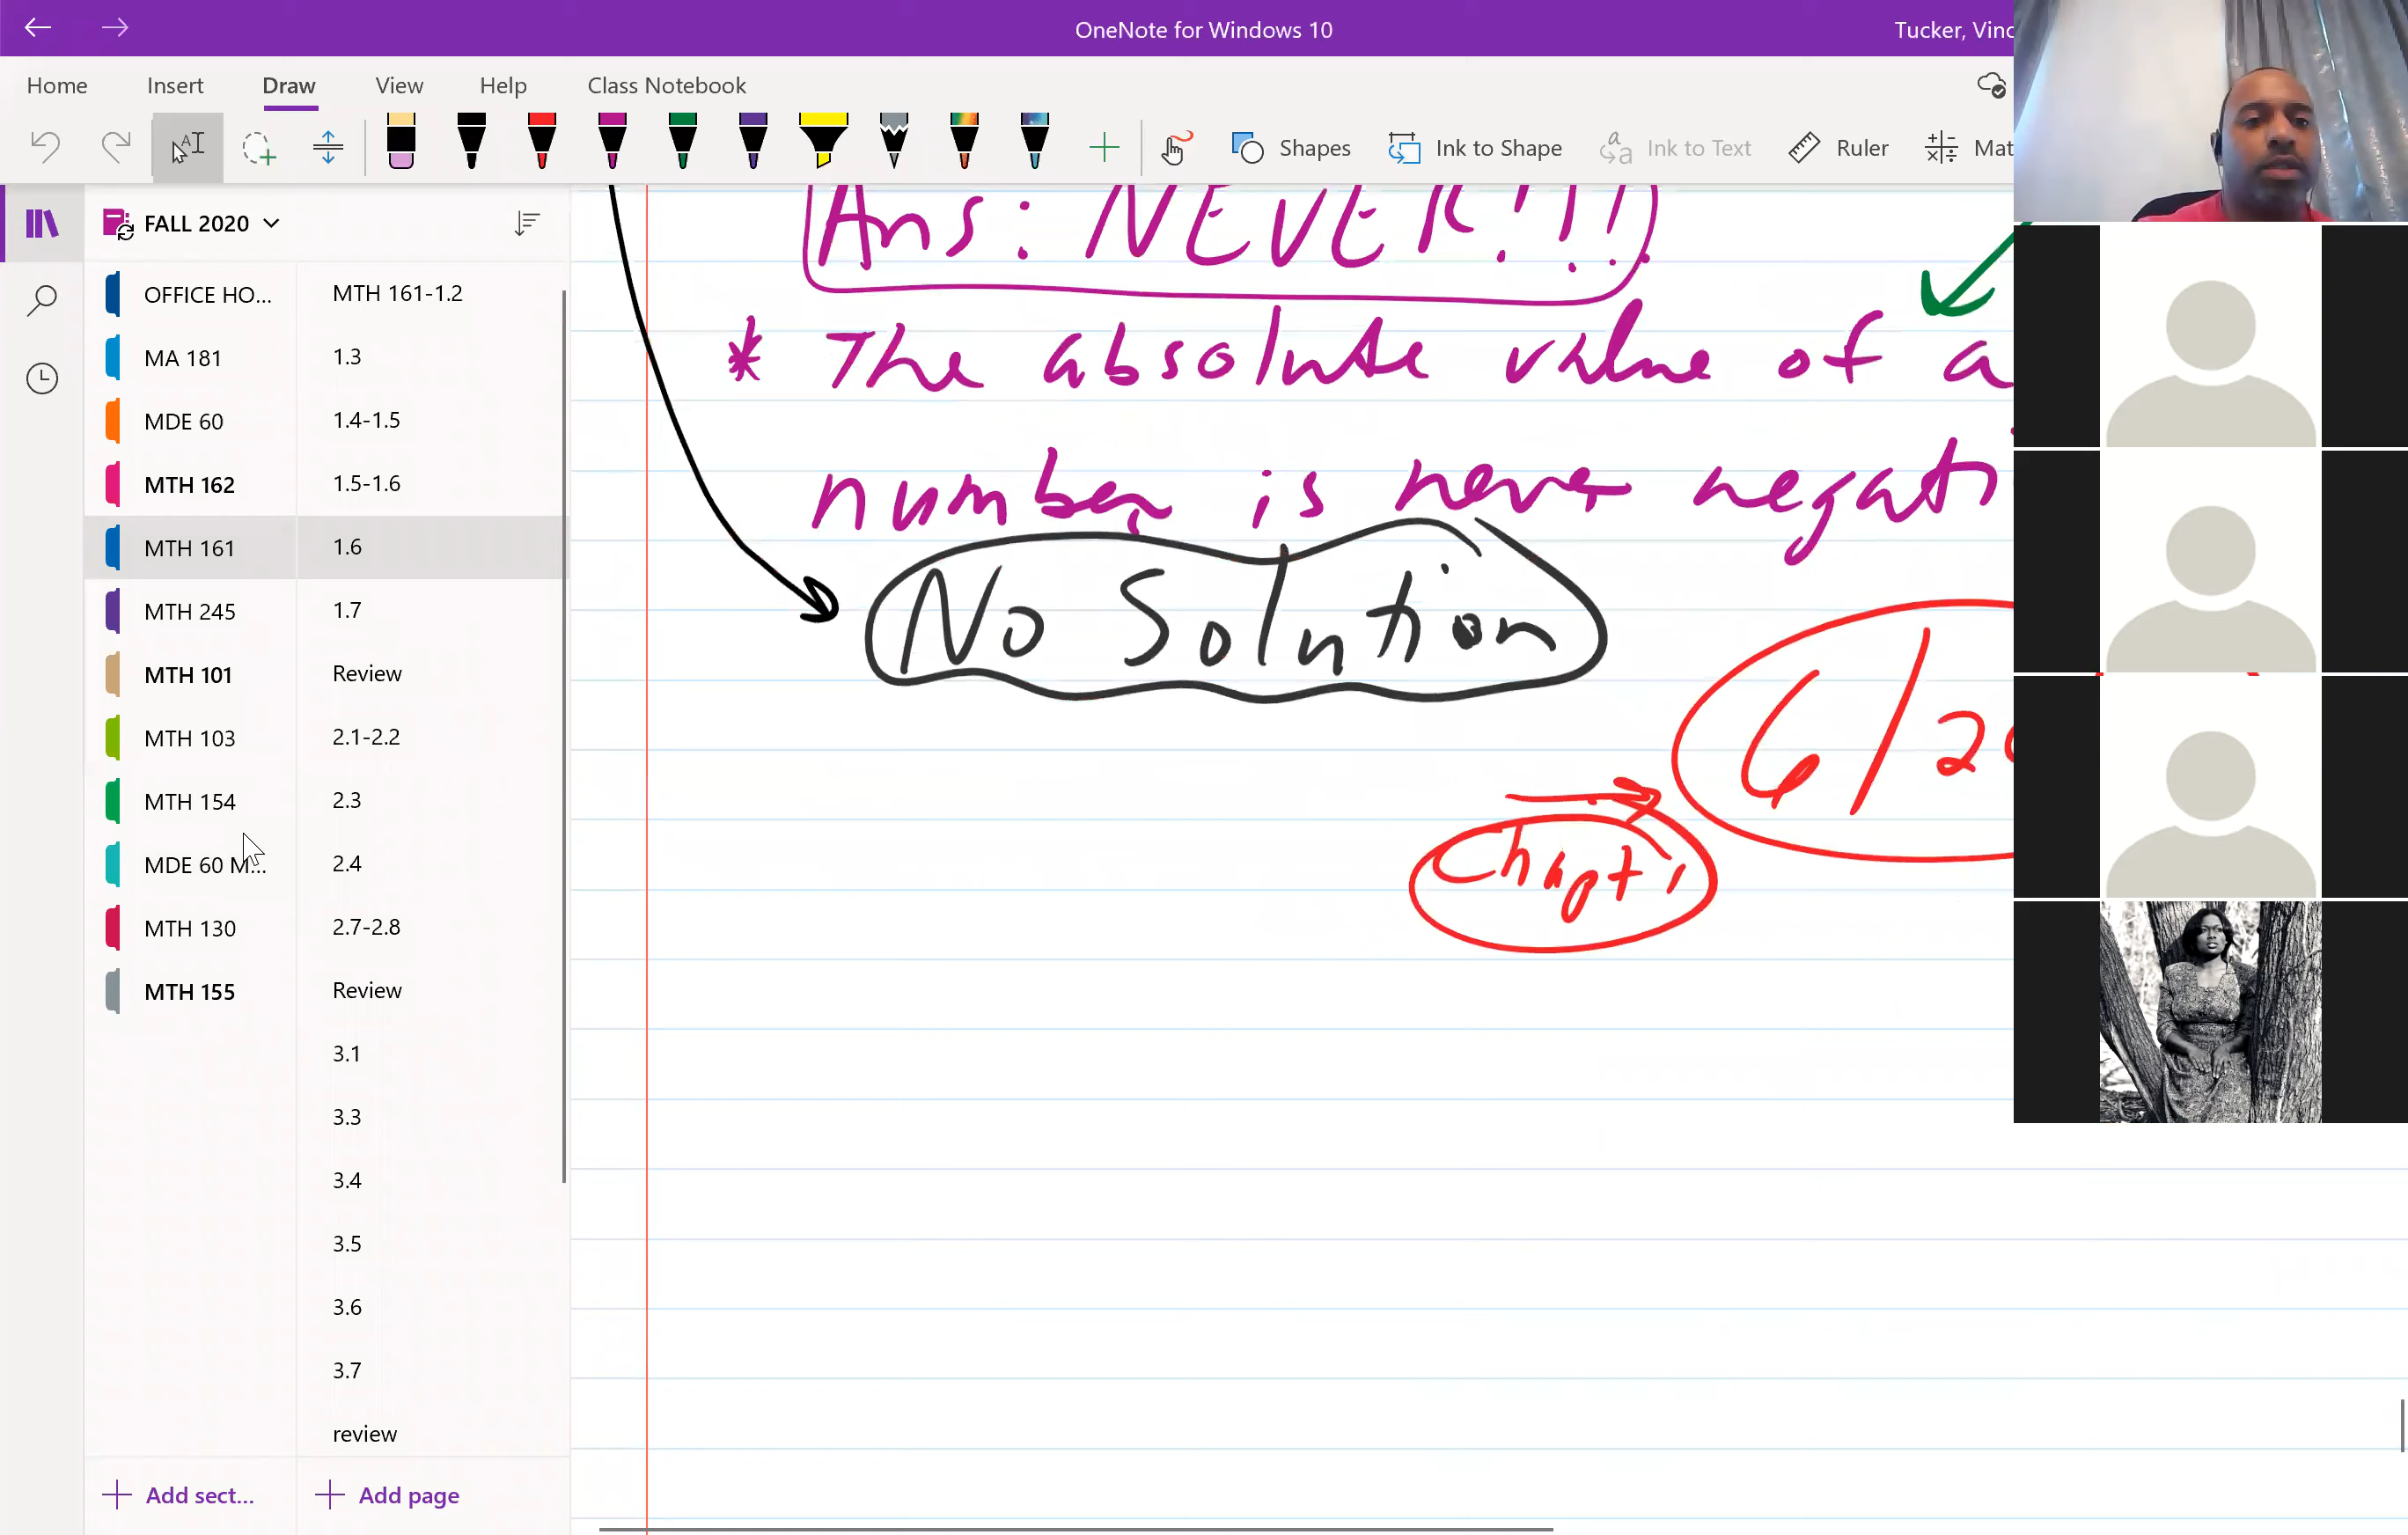 OneNote for Windows 10
Tucker, Vinc
Home Insert Draw View Help Class Notebook
Shapes Ink to Shape Ink to Text Ruler Mat
FALL 2020
OFFICE HO...
MA 181
MDE 60
MTH 162
MTH 161
MTH 245
MTH 101
MTH 103
MTH 154
MDE 60 M...
MTH 130
MTH 155
Add sect...
MTH 161-1.2
1.3
1.4-1.5
1.5-1.6
1.6
1.7
Review
2.1-2.2
2.3
2.4
2.7-2.8
Review
3.1
3.3
3.4
3.5
3.6
3.7
review
Add page
Ans: NEVER!!!
* The absolute value of a
number is never negati
No Solution
6/2